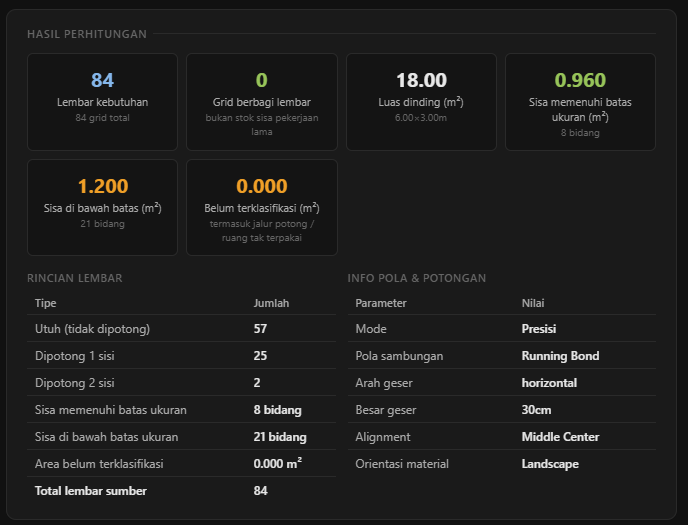 HASIL PERHITUNGAN
84
Lembar kebutuhan
84 grid total
0
Grid berbagi lembar
bukan stok sisa pekerjaan
lama
18.00
Luas dinding (m²)
6.00×3.00m
0.960
Sisa memenuhi batas
ukuran (m²)
8 bidang
1.200
Sisa di bawah batas (m²)
21 bidang
0.000
Belum terklasifikasi (m²)
termasuk jalur potong /
ruang tak terpakai
RINCIAN LEMBAR
Tipe Jumlah
Utuh (tidak dipotong) 57
Dipotong 1 sisi 25
Dipotong 2 sisi 2
Sisa memenuhi batas ukuran 8 bidang
Sisa di bawah batas ukuran 21 bidang
Area belum terklasifikasi 0.000 m²
Total lembar sumber 84
INFO POLA & POTONGAN
Parameter Nilai
Mode Presisi
Pola sambungan Running Bond
Arah geser horizontal
Besar geser 30cm
Alignment Middle Center
Orientasi material Landscape